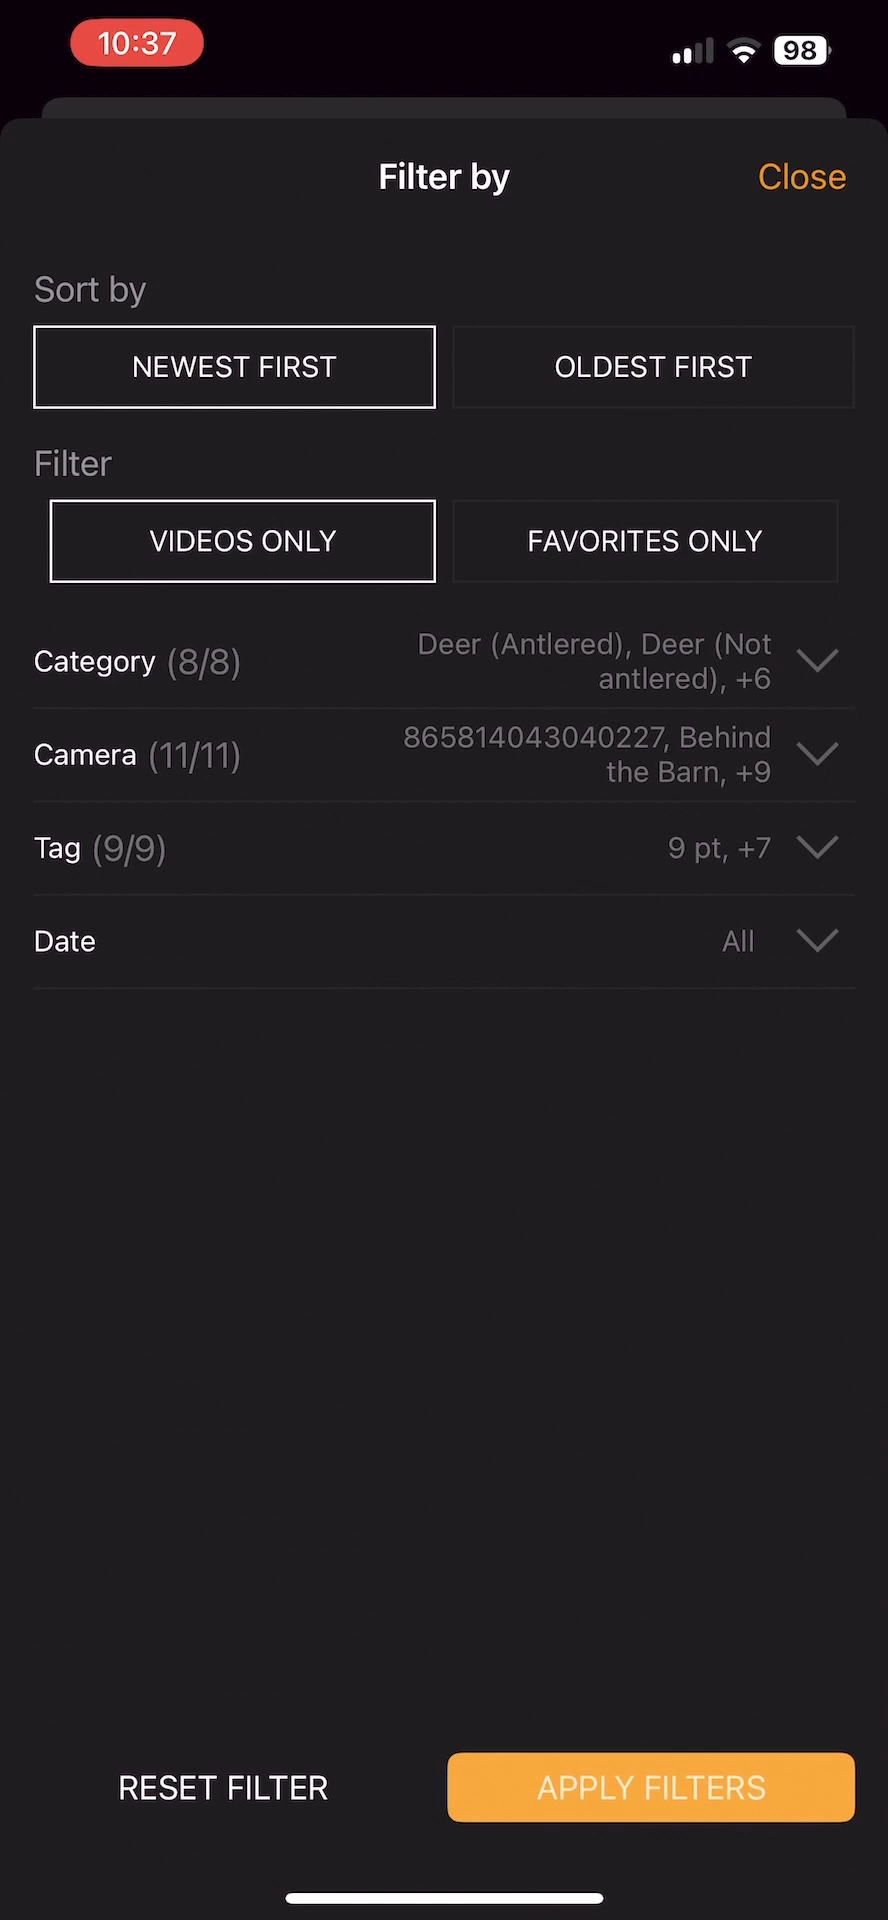 10:37
98
Filter by
Close
Sort by
NEWEST FIRST
OLDEST FIRST
Filter
VIDEOS ONLY
FAVORITES ONLY
Category (8/8)
Deer (Antlered), Deer (Not
antlered), +6
Camera (11/11)
865814043040227, Behind
the Barn, +9
Tag (9/9)
9 pt, +7
Date
All
RESET FILTER
APPLY FILTERS